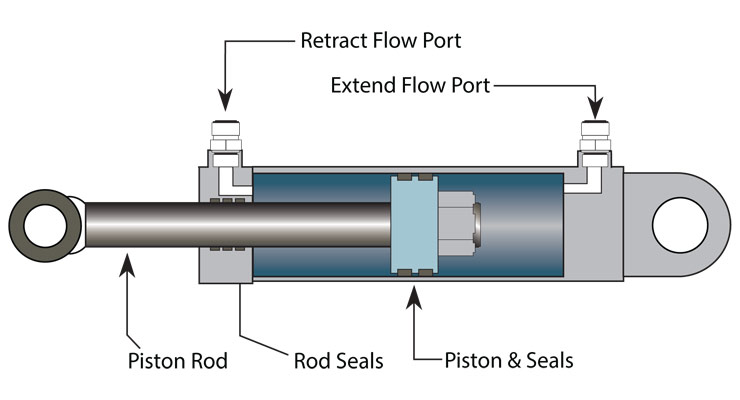 Retract Flow Port
Extend Flow Port
Piston Rod
Rod Seals
Piston & Seals